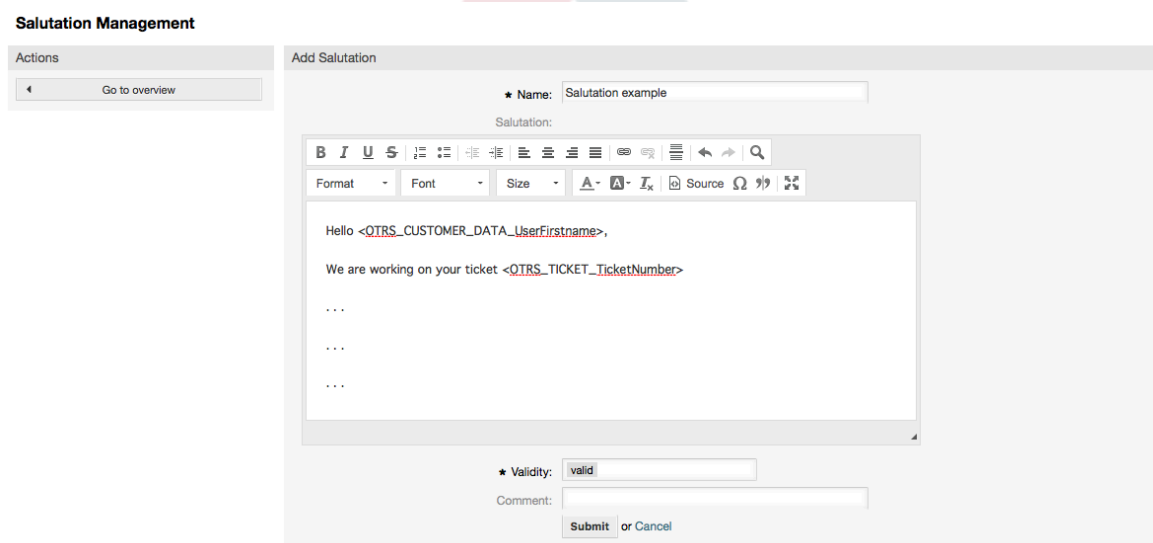 Salutation Management
Actions
Go to overview
Add Salutation
★ Name: Salutation example
Salutation:
B I U S
Format Font Size A A Ix Source Ω
Hello <OTRS_CUSTOMER_DATA_UserFirstname>,
We are working on your ticket <OTRS_TICKET_TicketNumber>
. . .
. . .
. . .
★ Validity: valid
Comment:
Submit or Cancel